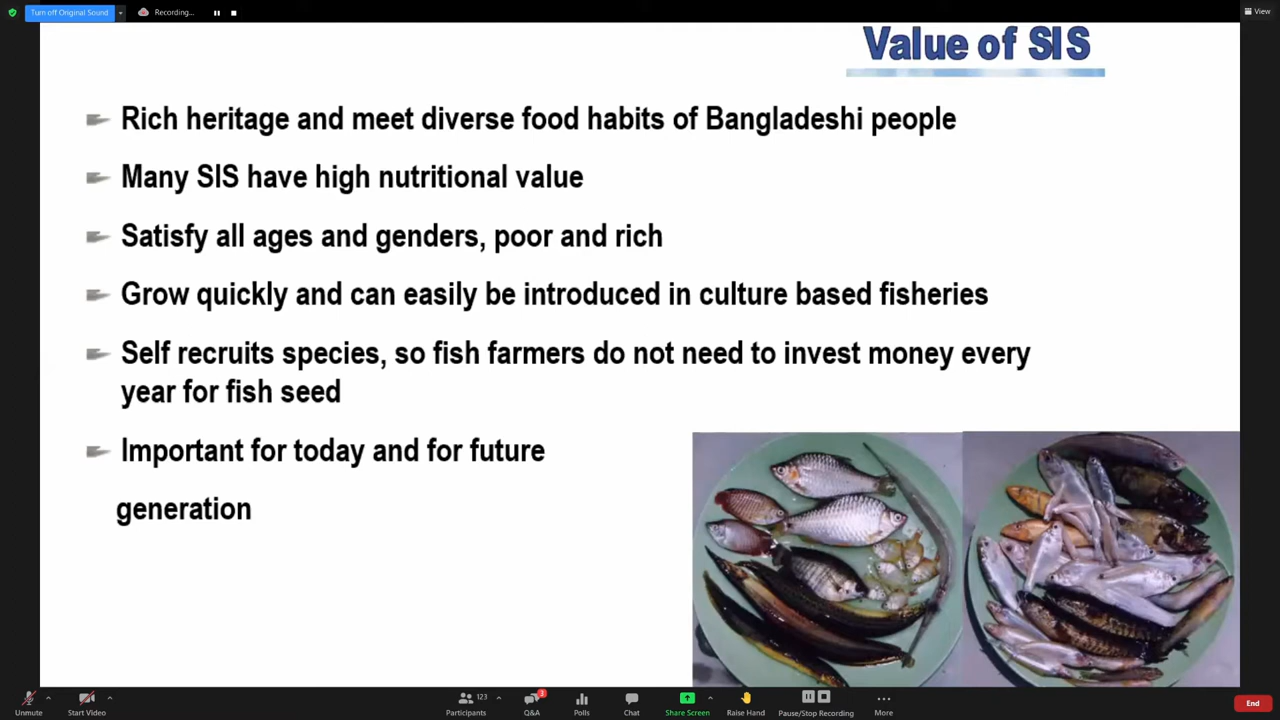 Turn off Original Sound
Recording...
View
Value of SIS
Rich heritage and meet diverse food habits of Bangladeshi people
Many SIS have high nutritional value
Satisfy all ages and genders, poor and rich
Grow quickly and can easily be introduced in culture based fisheries
Self recruits species, so fish farmers do not need to invest money every
year for fish seed
Important for today and for future
generation
Unmute
Start Video
123
Participants
3
Q&A
Polls
Chat
Share Screen
Raise Hand
Pause/Stop Recording
More
End